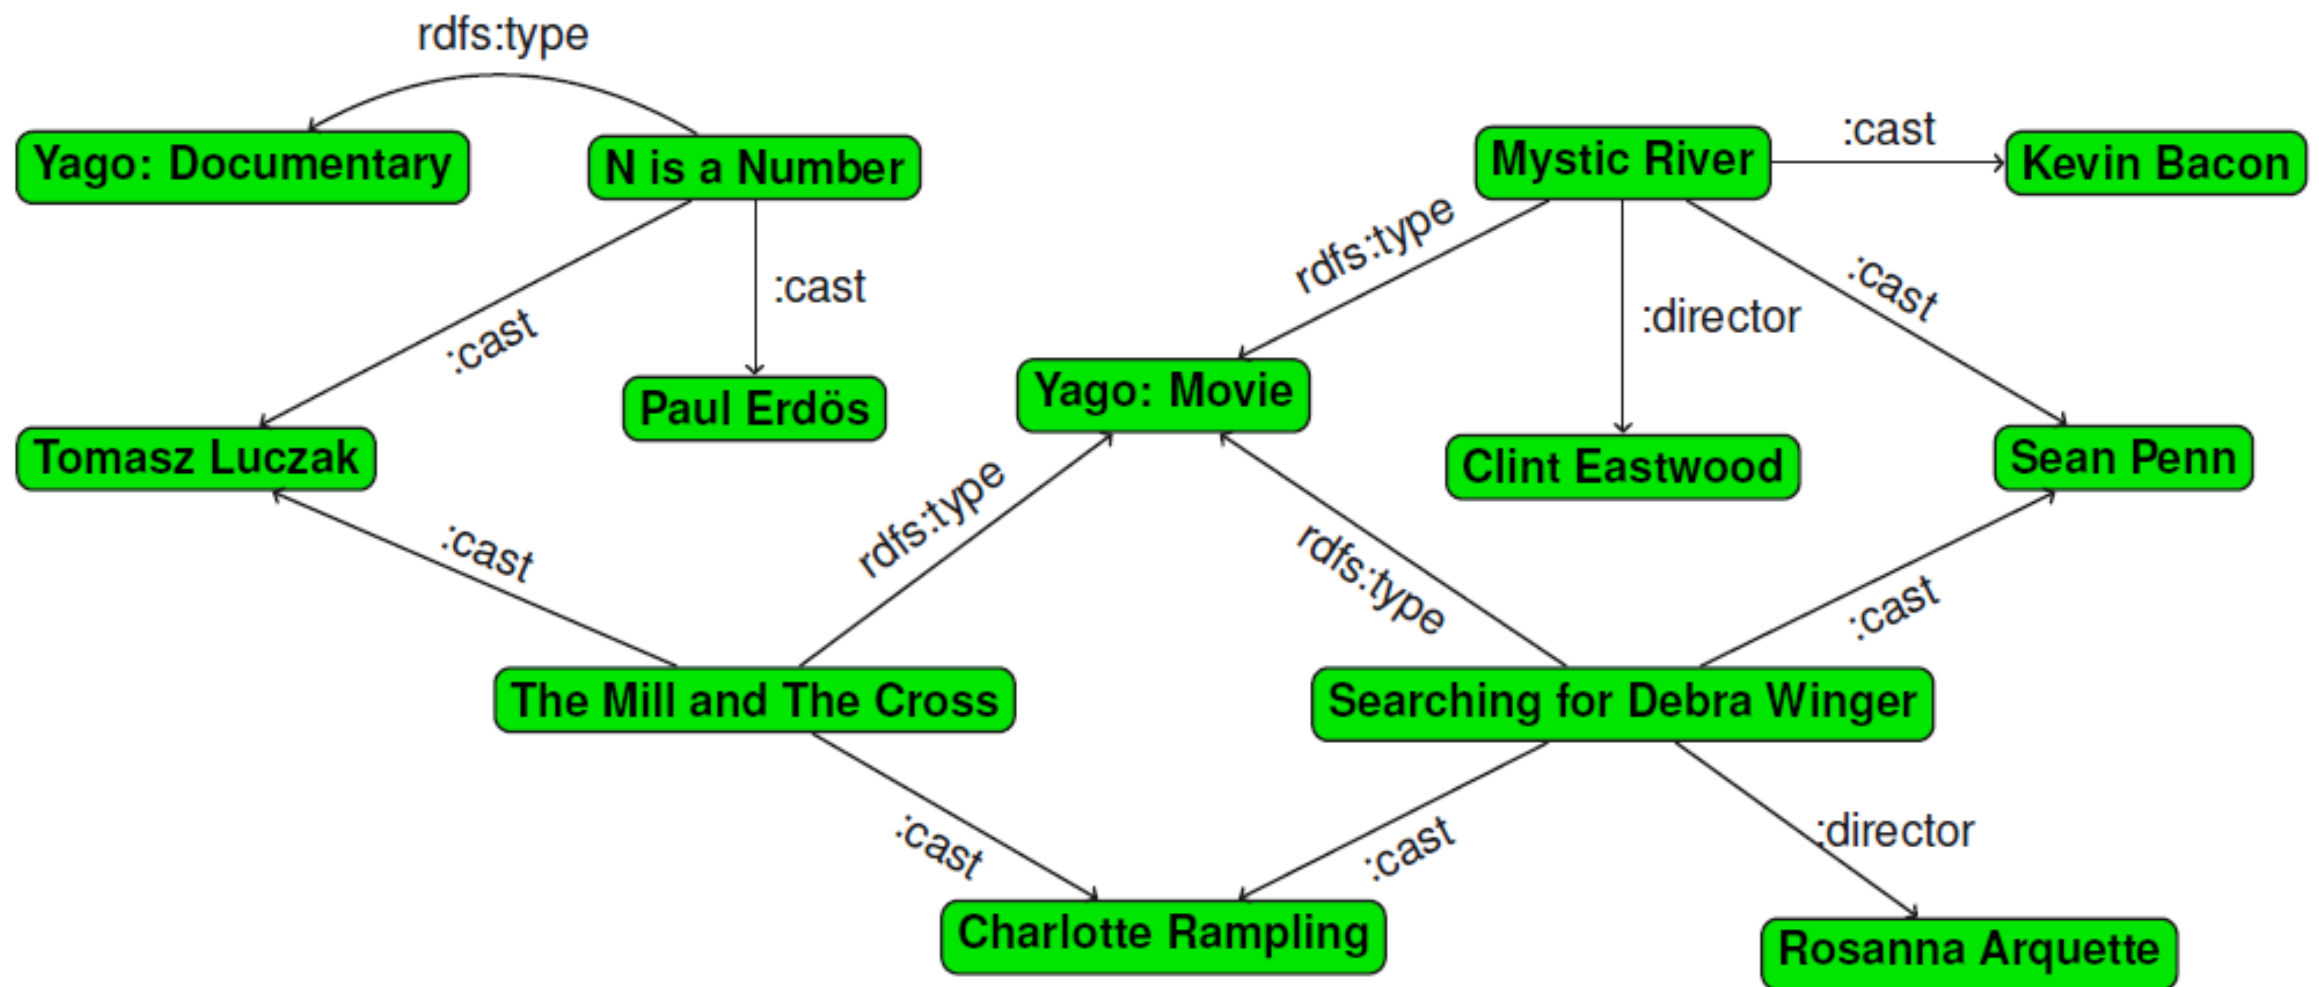 rdfs:type
Yago: Documentary
N is a Number
Mystic River
:cast
Kevin Bacon
rdfs:type
:cast
:cast
:director
:cast
Yago: Movie
Paul Erdös
Tomasz Luczak
Clint Eastwood
Sean Penn
:cast
rdfs:type
rdfs:type
:cast
The Mill and The Cross
Searching for Debra Winger
:cast
:cast
:director
Charlotte Rampling
Rosanna Arquette